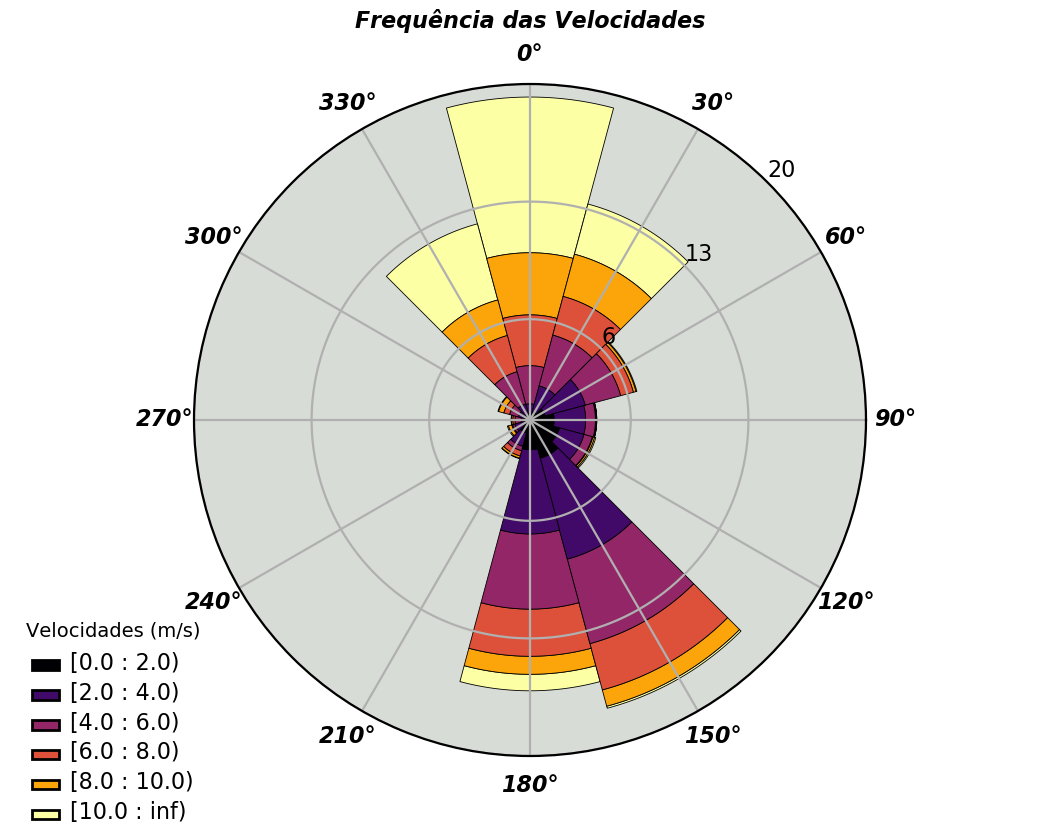 Frequência das Velocidades
0°
330°
30°
20
300°
60°
13
6
270°
90°
240°
120°
210°
150°
180°
Velocidades (m/s)
[0.0 : 2.0)
[2.0 : 4.0)
[4.0 : 6.0)
[6.0 : 8.0)
[8.0 : 10.0)
[10.0 : inf)